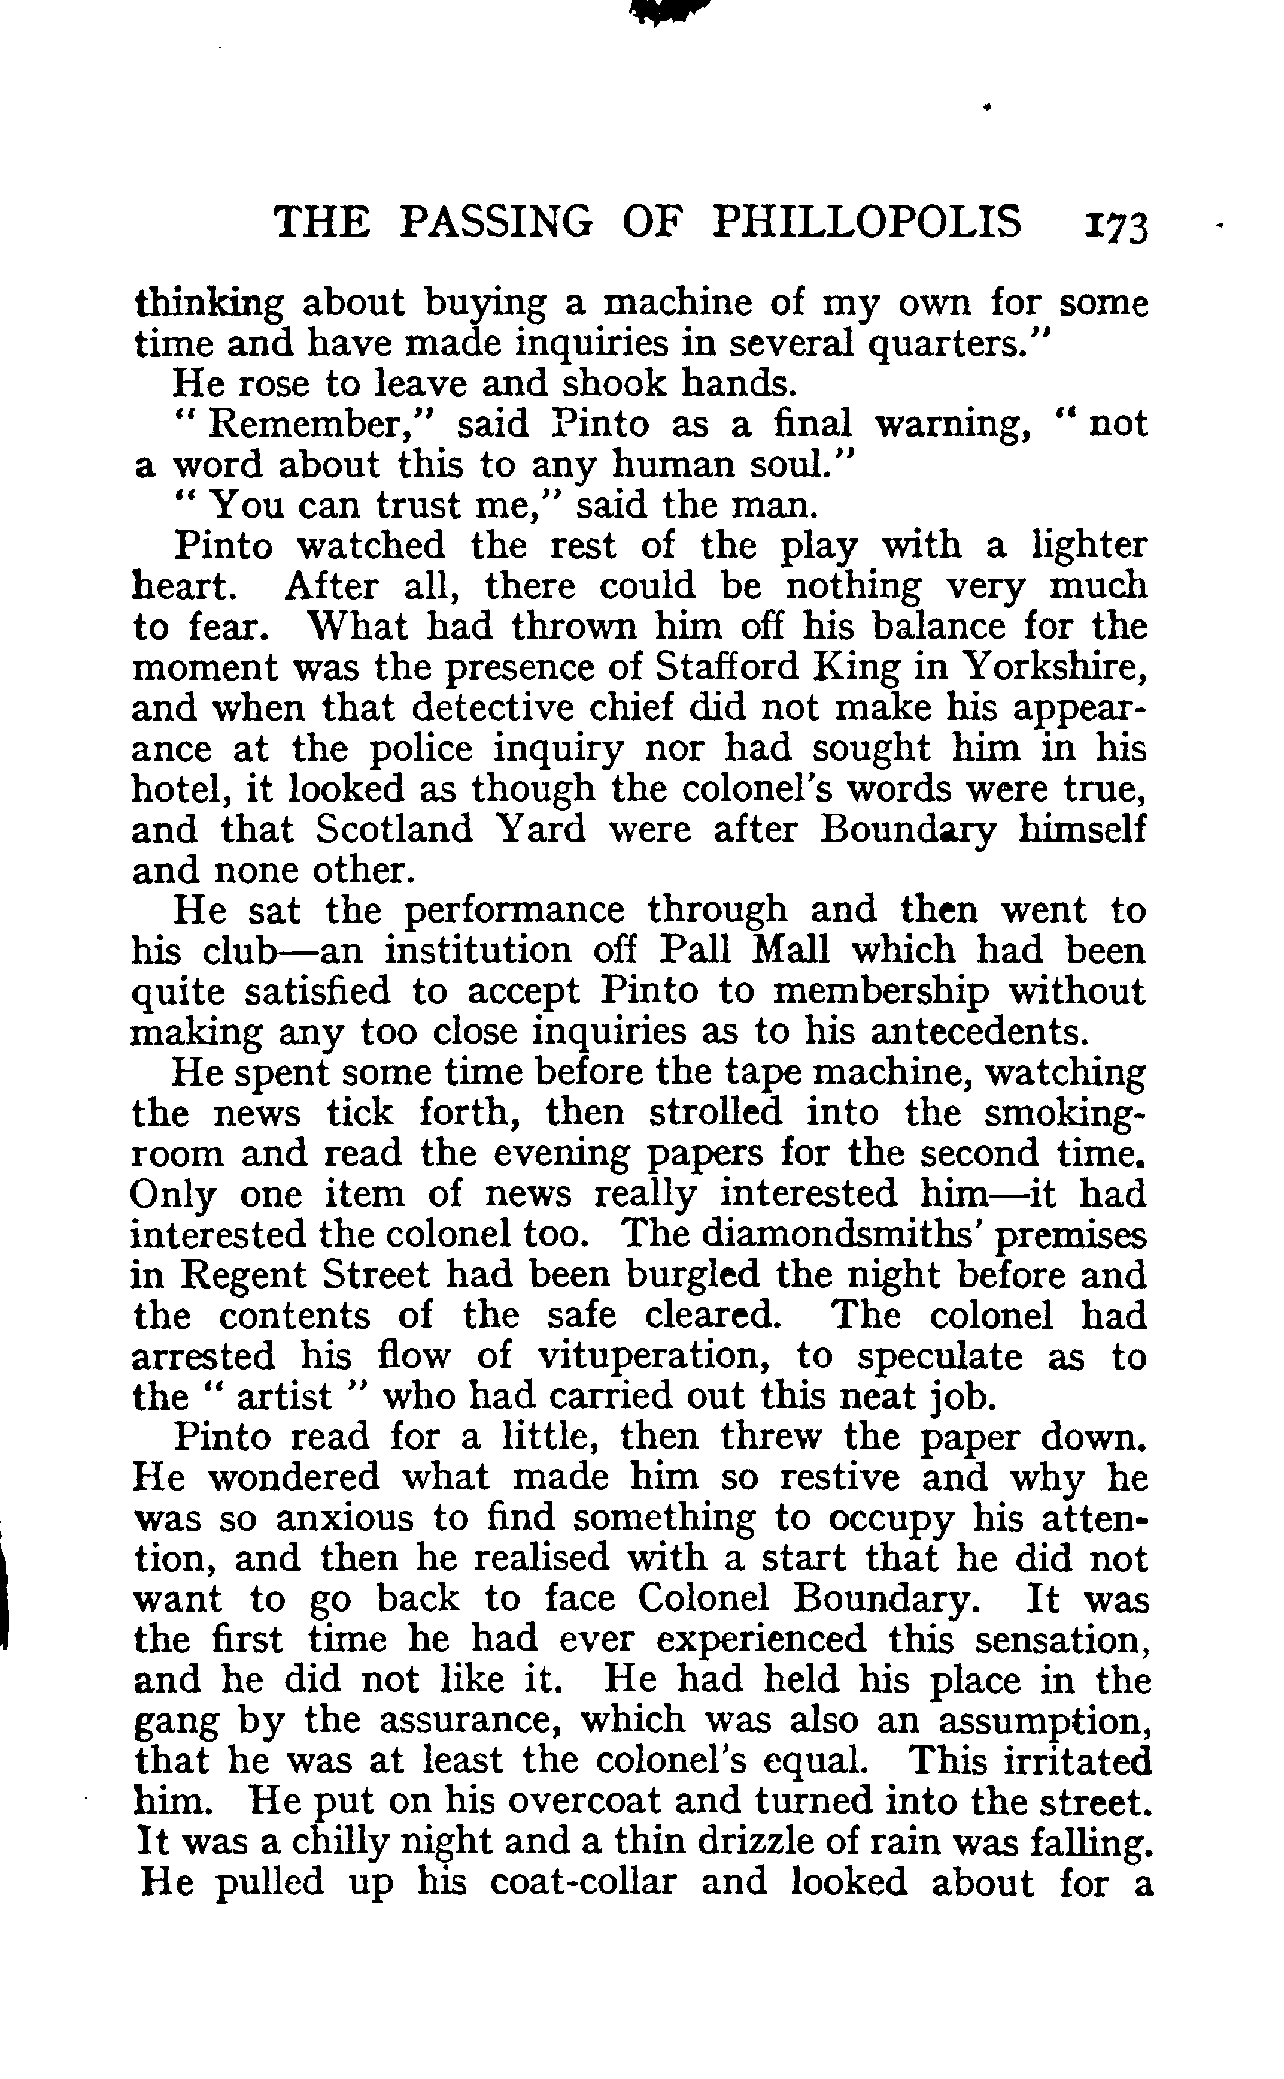 THE PASSING OF PHILLOPOLIS 173
thinking about buying a machine of my own for some
time and have made inquiries in several quarters."
He rose to leave and shook hands.
" Remember," said Pinto as a final warning, " not
a word about this to any human soul."
" You can trust me," said the man.
Pinto watched the rest of the play with a lighter
heart. After all, there could be nothing very much
to fear. What had thrown him off his balance for the
moment was the presence of Stafford King in Yorkshire,
and when that detective chief did not make his appear-
ance at the police inquiry nor had sought him in his
hotel, it looked as though the colonel's words were true,
and that Scotland Yard were after Boundary himself
and none other.
He sat the performance through and then went to
his club—an institution off Pall Mall which had been
quite satisfied to accept Pinto to membership without
making any too close inquiries as to his antecedents.
He spent some time before the tape machine, watching
the news tick forth, then strolled into the smoking-
room and read the evening papers for the second time.
Only one item of news really interested him—it had
interested the colonel too. The diamondsmiths' premises
in Regent Street had been burgled the night before and
the contents of the safe cleared. The colonel had
arrested his flow of vituperation, to speculate as to
the " artist " who had carried out this neat job.
Pinto read for a little, then threw the paper down.
He wondered what made him so restive and why he
was so anxious to find something to occupy his atten-
tion, and then he realised with a start that he did not
want to go back to face Colonel Boundary. It was
the first time he had ever experienced this sensation,
and he did not like it. He had held his place in the
gang by the assurance, which was also an assumption,
that he was at least the colonel's equal. This irritated
him. He put on his overcoat and turned into the street.
It was a chilly night and a thin drizzle of rain was falling.
He pulled up his coat-collar and looked about for a